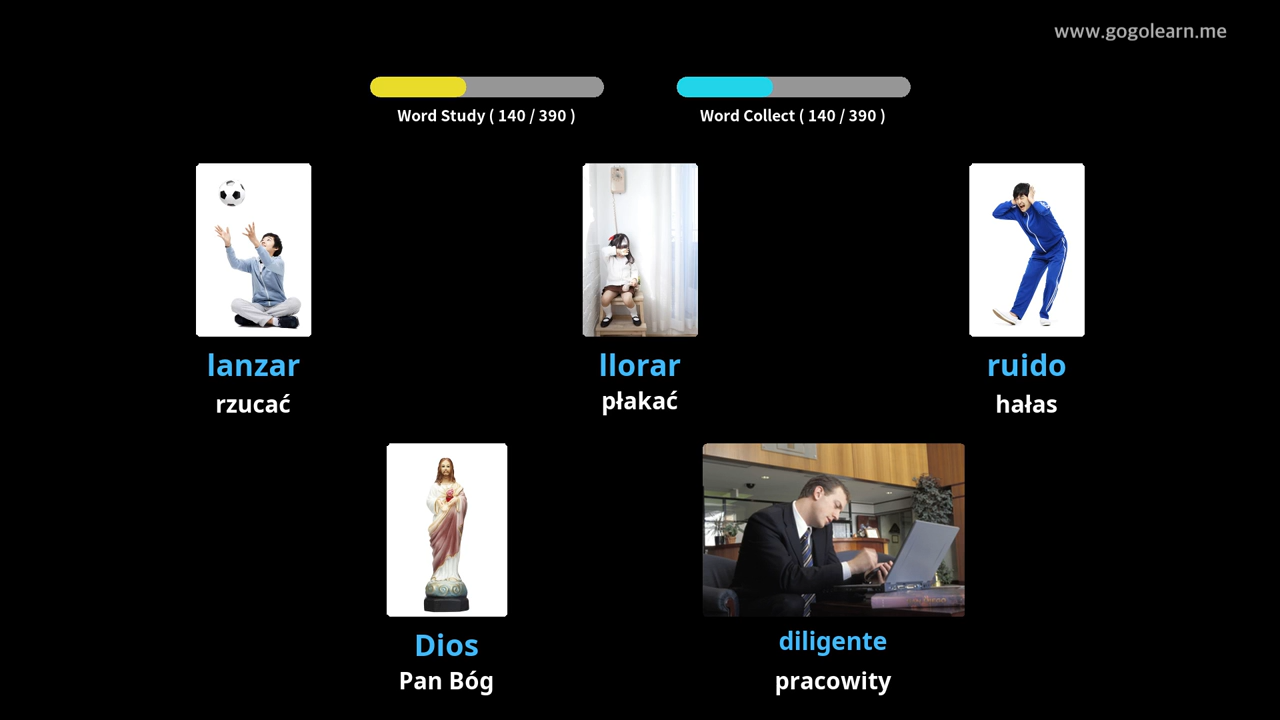 www.gogolearn.me
Word Study ( 140 / 390 )
Word Collect ( 140 / 390 )
lanzar
rzucać
llorar
płakać
ruido
hałas
Dios
Pan Bóg
diligente
pracowity